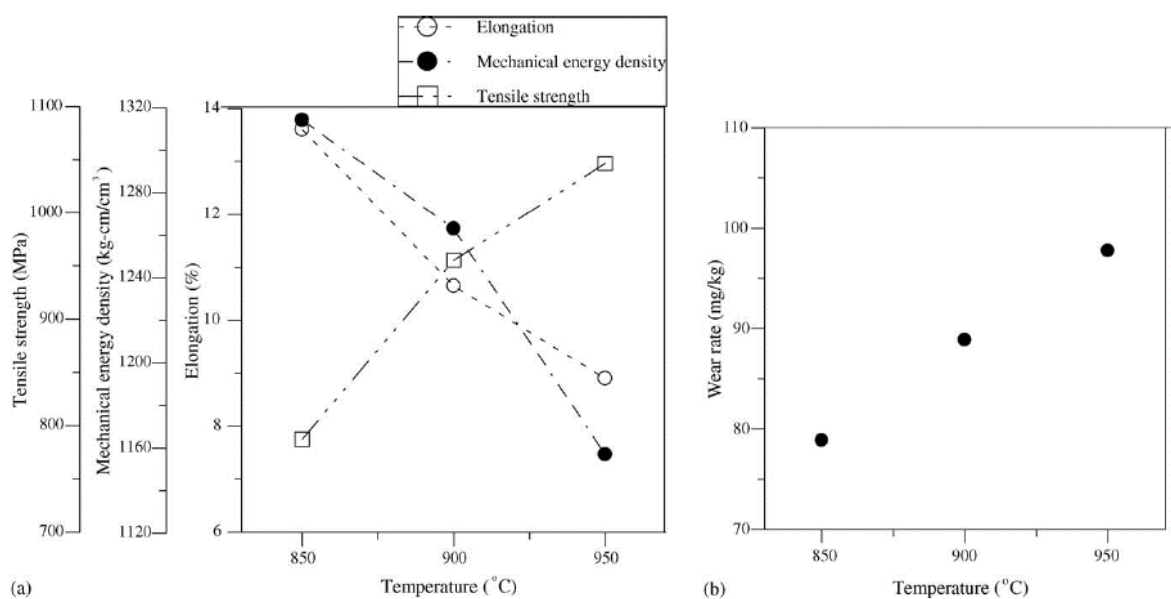 Elongation
Mechanical energy density
Tensile strength
1100
1000
900
800
700
Tensile strength (MPa)
1320
1280
1240
1200
1160
1120
Mechanical energy density (kg-cm/cm³)
14
12
10
8
6
Elongation (%)
850 900 950
Temperature (°C)
(a)
110
100
90
80
70
Wear rate (mg/kg)
850 900 950
Temperature (°C)
(b)